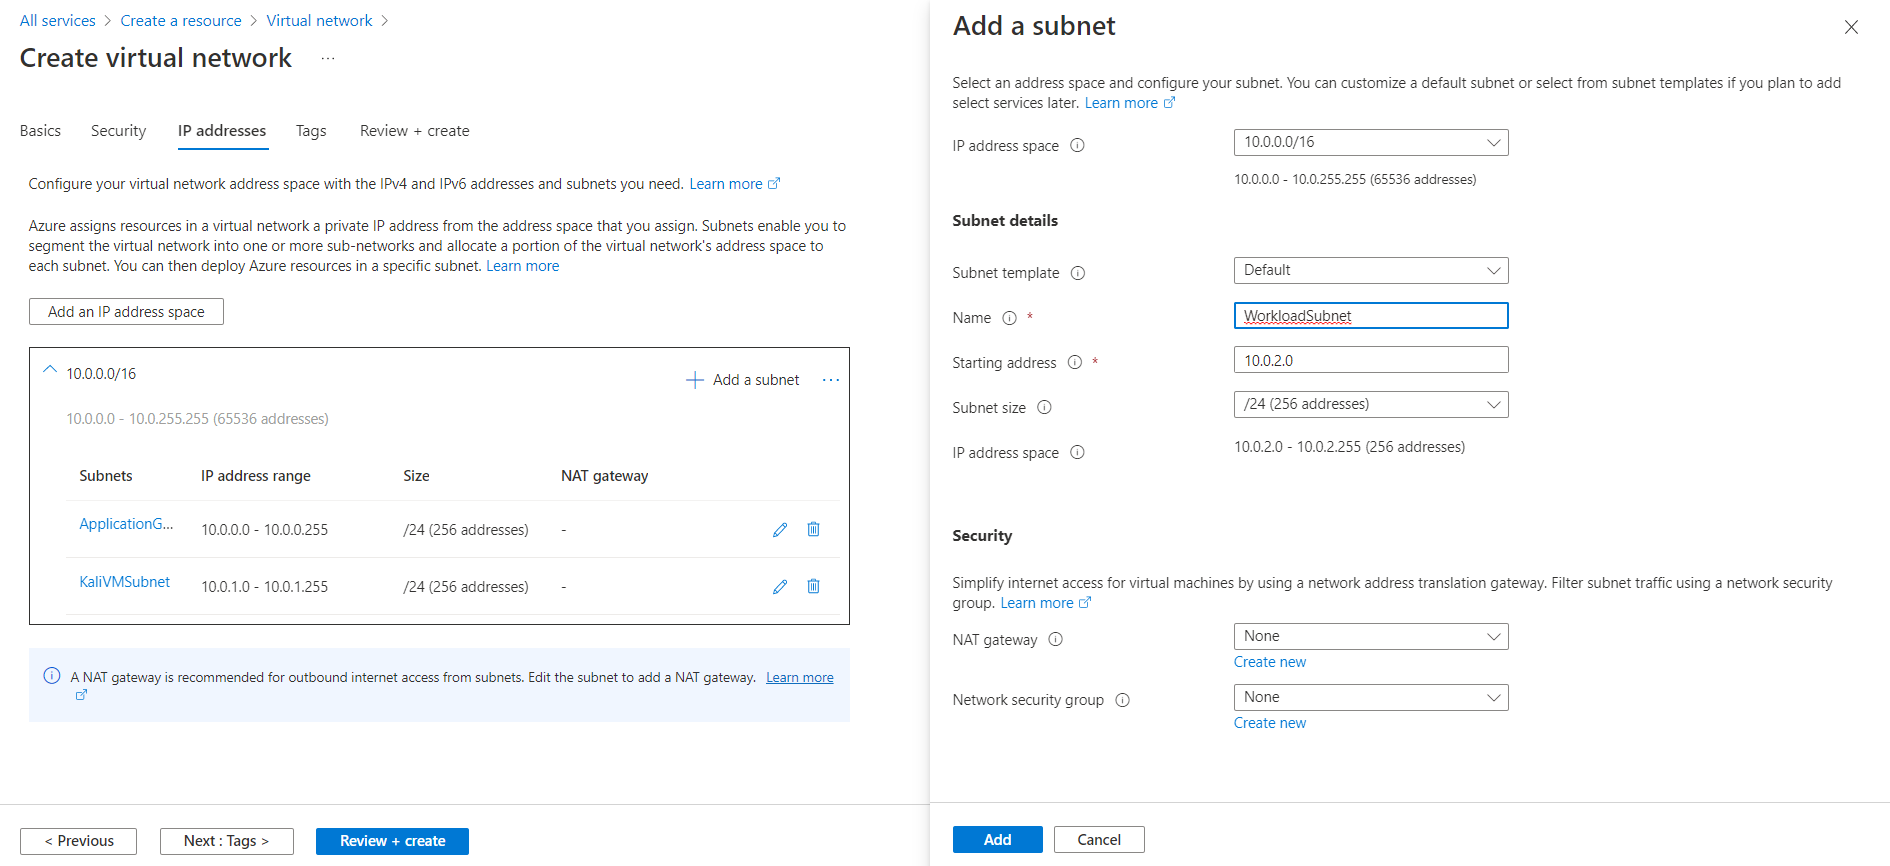 All services > Create a resource > Virtual network >
Create virtual network ...
Basics Security IP addresses Tags Review + create
Configure your virtual network address space with the IPv4 and IPv6 addresses and subnets you need. Learn more
Azure assigns resources in a virtual network a private IP address from the address space that you assign. Subnets enable you to
segment the virtual network into one or more sub-networks and allocate a portion of the virtual network's address space to
each subnet. You can then deploy Azure resources in a specific subnet. Learn more
Add an IP address space
10.0.0.0/16
+ Add a subnet ...
10.0.0.0 - 10.0.255.255 (65536 addresses)
Subnets IP address range Size NAT gateway
ApplicationG... 10.0.0.0 - 10.0.0.255 /24 (256 addresses) -
KaliVMSubnet 10.0.1.0 - 10.0.1.255 /24 (256 addresses) -
A NAT gateway is recommended for outbound internet access from subnets. Edit the subnet to add a NAT gateway. Learn more
< Previous Next : Tags > Review + create
Add a subnet
Select an address space and configure your subnet. You can customize a default subnet or select from subnet templates if you plan to add
select services later. Learn more
IP address space 10.0.0.0/16
10.0.0.0 - 10.0.255.255 (65536 addresses)
Subnet details
Subnet template Default
Name * WorkloadSubnet
Starting address * 10.0.2.0
Subnet size /24 (256 addresses)
IP address space 10.0.2.0 - 10.0.2.255 (256 addresses)
Security
Simplify internet access for virtual machines by using a network address translation gateway. Filter subnet traffic using a network security
group. Learn more
NAT gateway None
Create new
Network security group None
Create new
Add Cancel